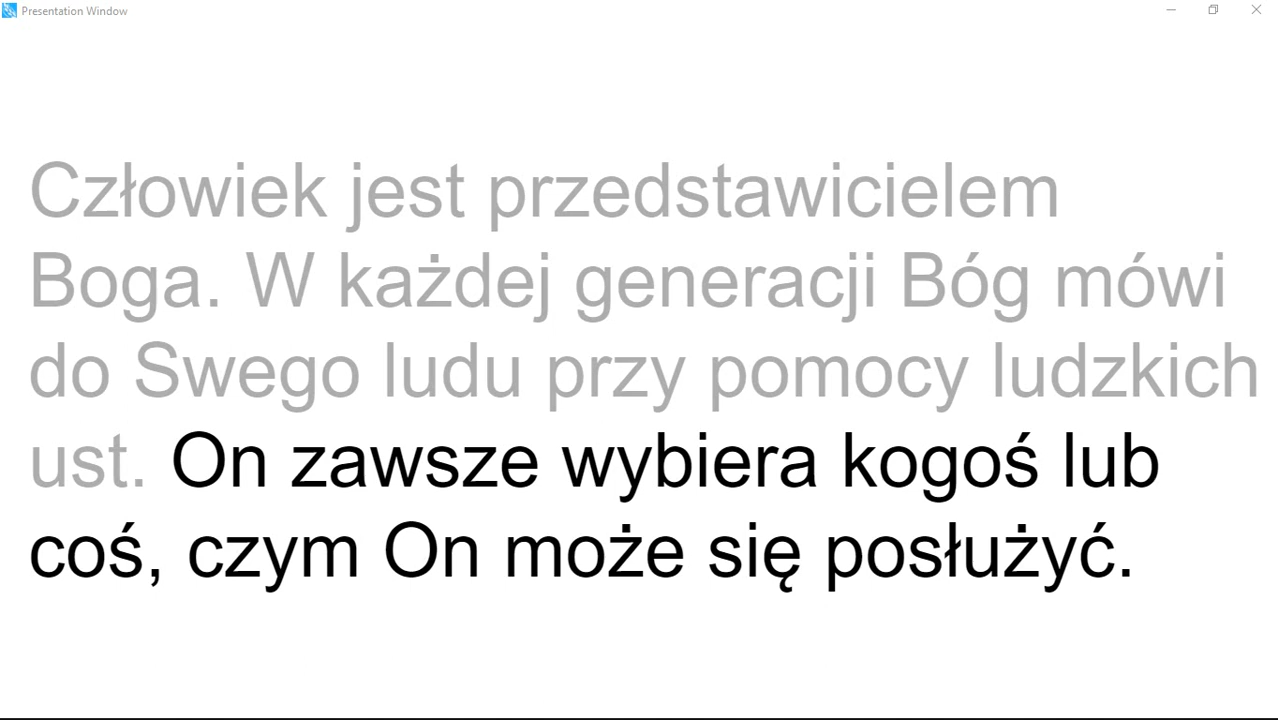 Presentation Window
Człowiek jest przedstawicielem
Boga. W każdej generacji Bóg mówi
do Swego ludu przy pomocy ludzkich
ust. On zawsze wybiera kogoś lub
coś, czym On może się posłużyć.